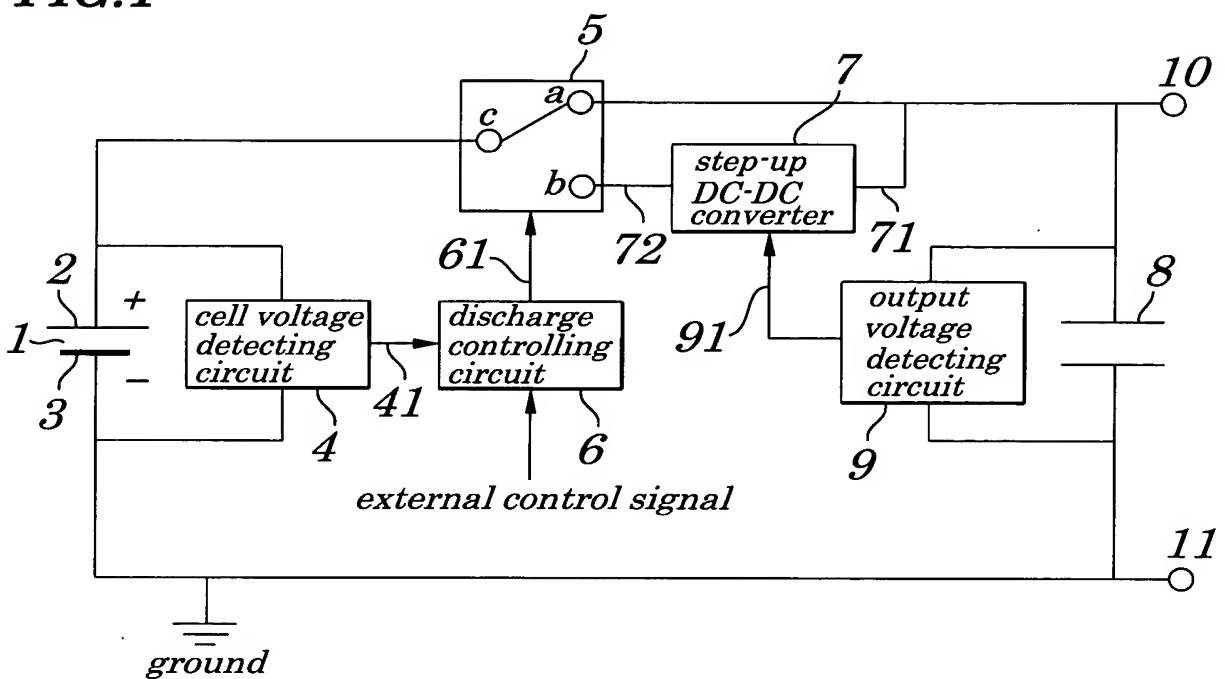 FIG.1
5
10
7
a
c
b
step-up
DC-DC
converter
72
71
61
2
+
1
3
−
cell voltage
detecting
circuit
41
4
discharge
controlling
circuit
6
91
output
voltage
detecting
circuit
8
9
external control signal
11
ground